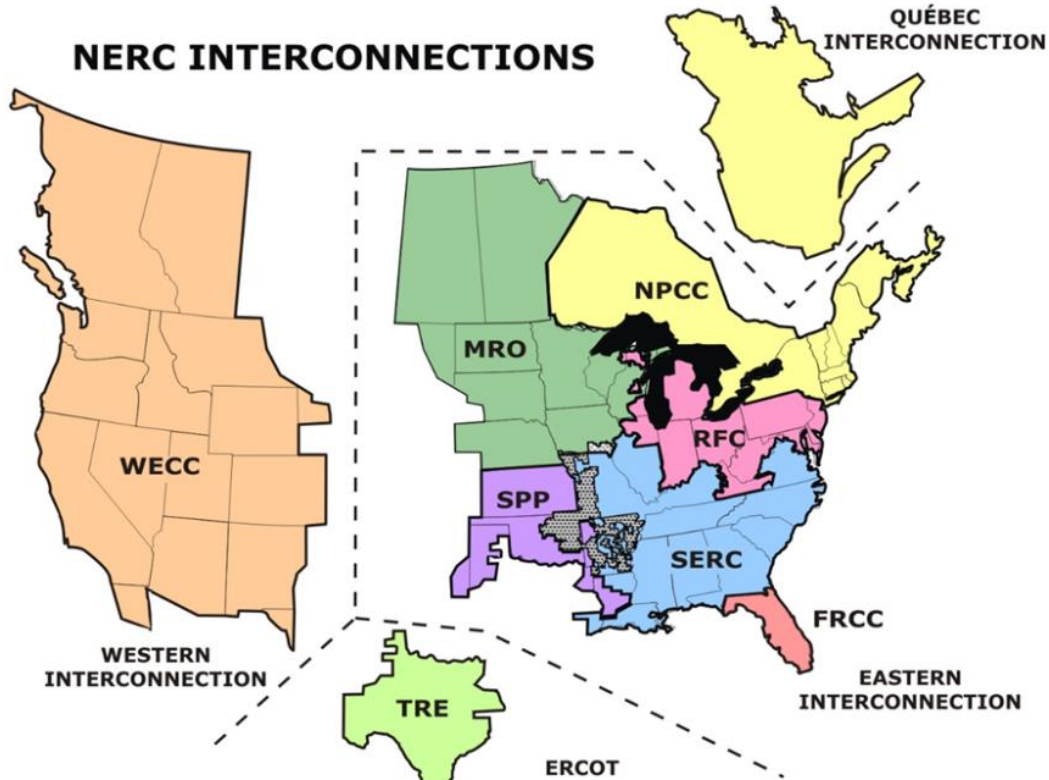 QUÉBEC
INTERCONNECTION
NERC INTERCONNECTIONS
NPCC
MRO
RFC
WECC
SPP
SERC
FRCC
WESTERN
INTERCONNECTION
EASTERN
INTERCONNECTION
TRE
ERCOT